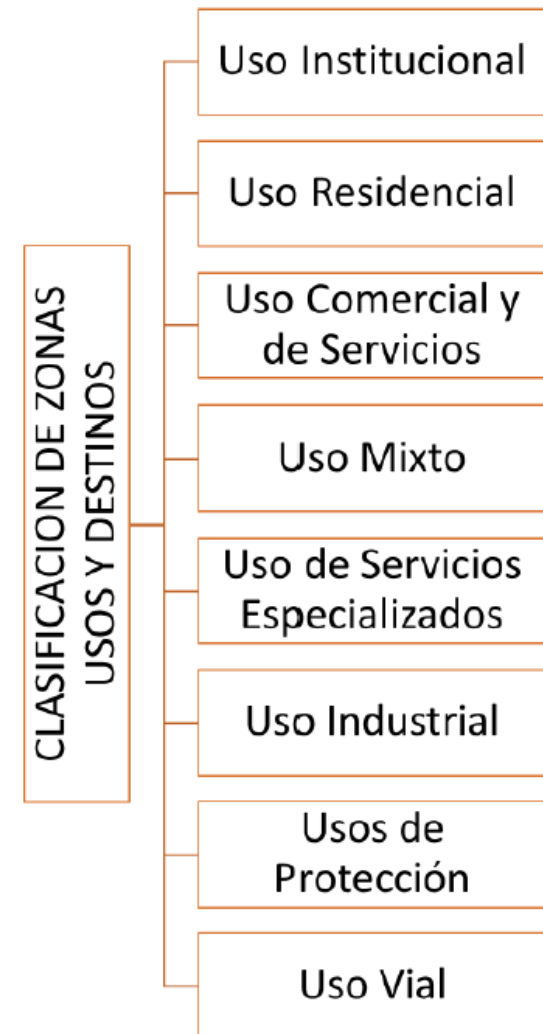 CLASIFICACION DE ZONAS
USOS Y DESTINOS
Uso Institucional
Uso Residencial
Uso Comercial y
de Servicios
Uso Mixto
Uso de Servicios
Especializados
Uso Industrial
Usos de
Protección
Uso Vial